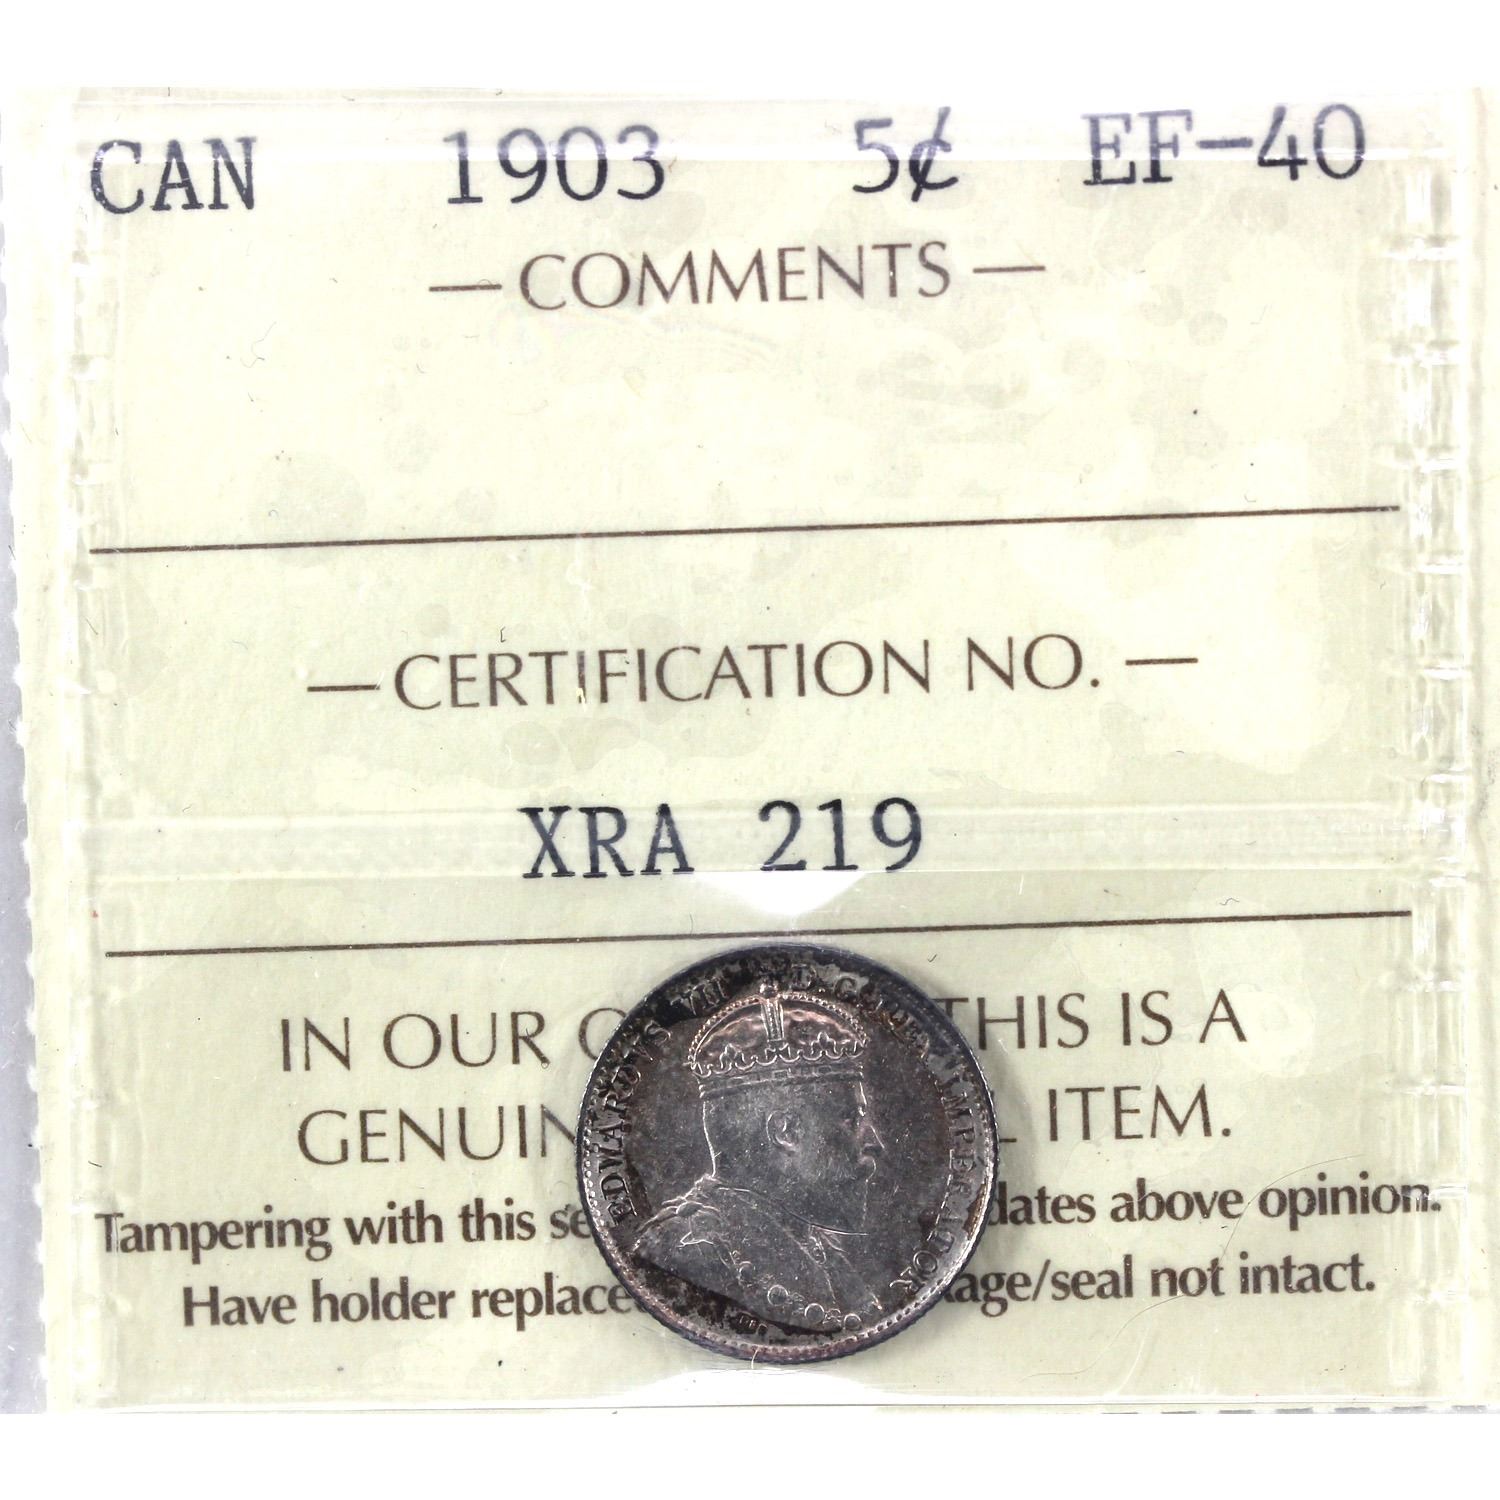 CAN 1903 5¢ EF-40
— COMMENTS —
— CERTIFICATION NO. —
XRA 219
IN OUR THIS IS A
GENUIN ITEM.
Tampering with this se dates above opinion.
Have holder replace age/seal not intact.
EDWARDVS VII D.G. REX IMPERATOR